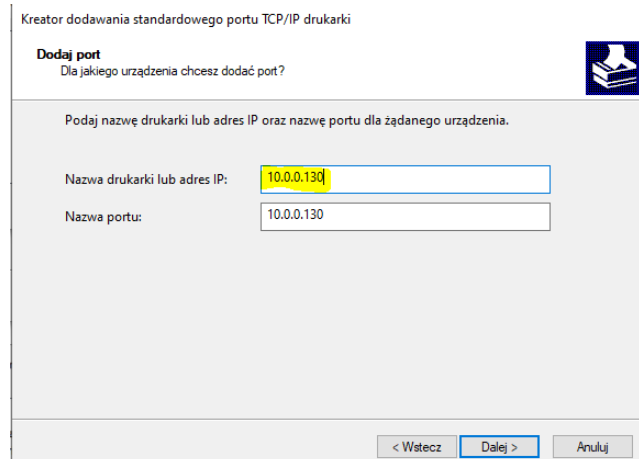 Kreator dodawania standardowego portu TCP/IP drukarki
Dodaj port
Dla jakiego urządzenia chcesz dodać port?
Podaj nazwę drukarki lub adres IP oraz nazwę portu dla żądanego urządzenia.
Nazwa drukarki lub adres IP: 10.0.0.130
Nazwa portu: 10.0.0.130
< Wstecz Dalej > Anuluj